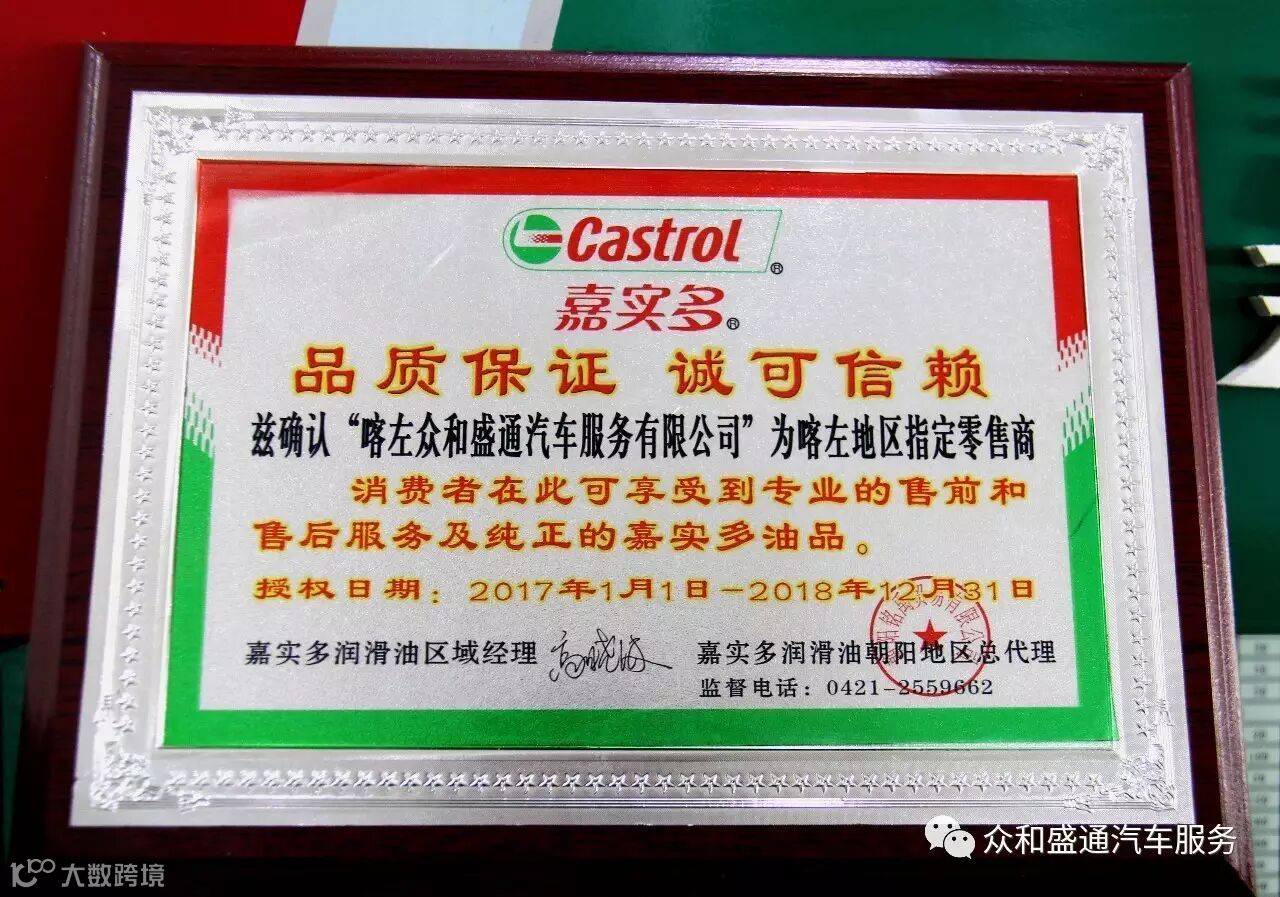 Castrol®
嘉实多®
品质保证 诚可信赖
兹确认“喀左众和盛通汽车服务有限公司”为喀左地区指定零售商
消费者在此可享受到专业的售前和
售后服务及纯正的嘉实多油品。
授权日期：2017年1月1日－2018年12月31日
嘉实多润滑油区域经理
嘉实多润滑油朝阳地区总代理
监督电话：0421-2559662
众和盛通汽车服务
大数跨境